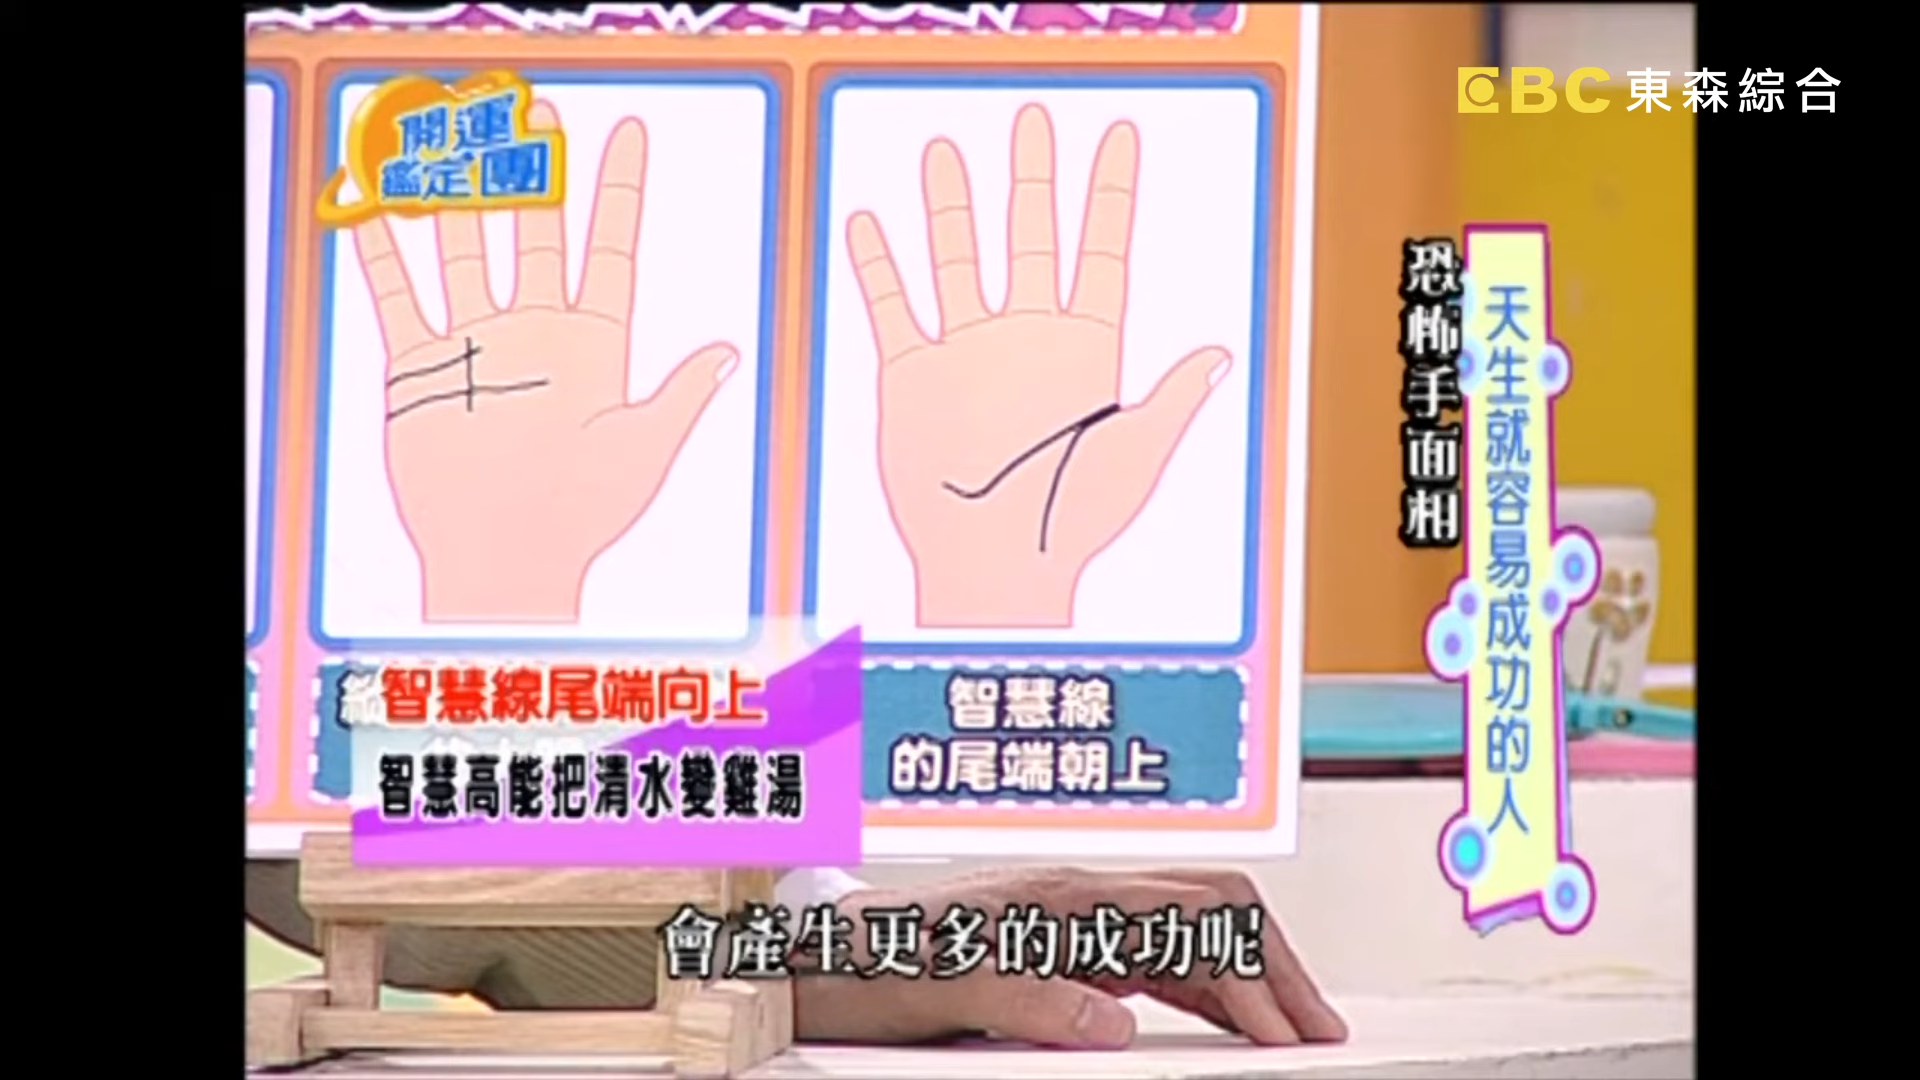 EBC 東森綜合
開運
鑑定團
恐怖手面相
天生就容易成功的人
智慧線尾端向上
智慧高能把清水變雞湯
智慧線
的尾端朝上
會產生更多的成功呢